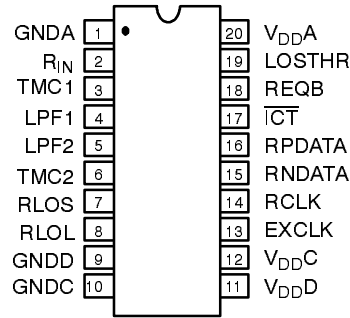 GNDA 1 20 VDDA
RIN 2 19 LOSTHR
TMC1 3 18 REQB
LPF1 4 17 ICT
LPF2 5 16 RPDATA
TMC2 6 15 RNDATA
RLOS 7 14 RCLK
RLOL 8 13 EXCLK
GNDD 9 12 VDDC
GNDC 10 11 VDDD